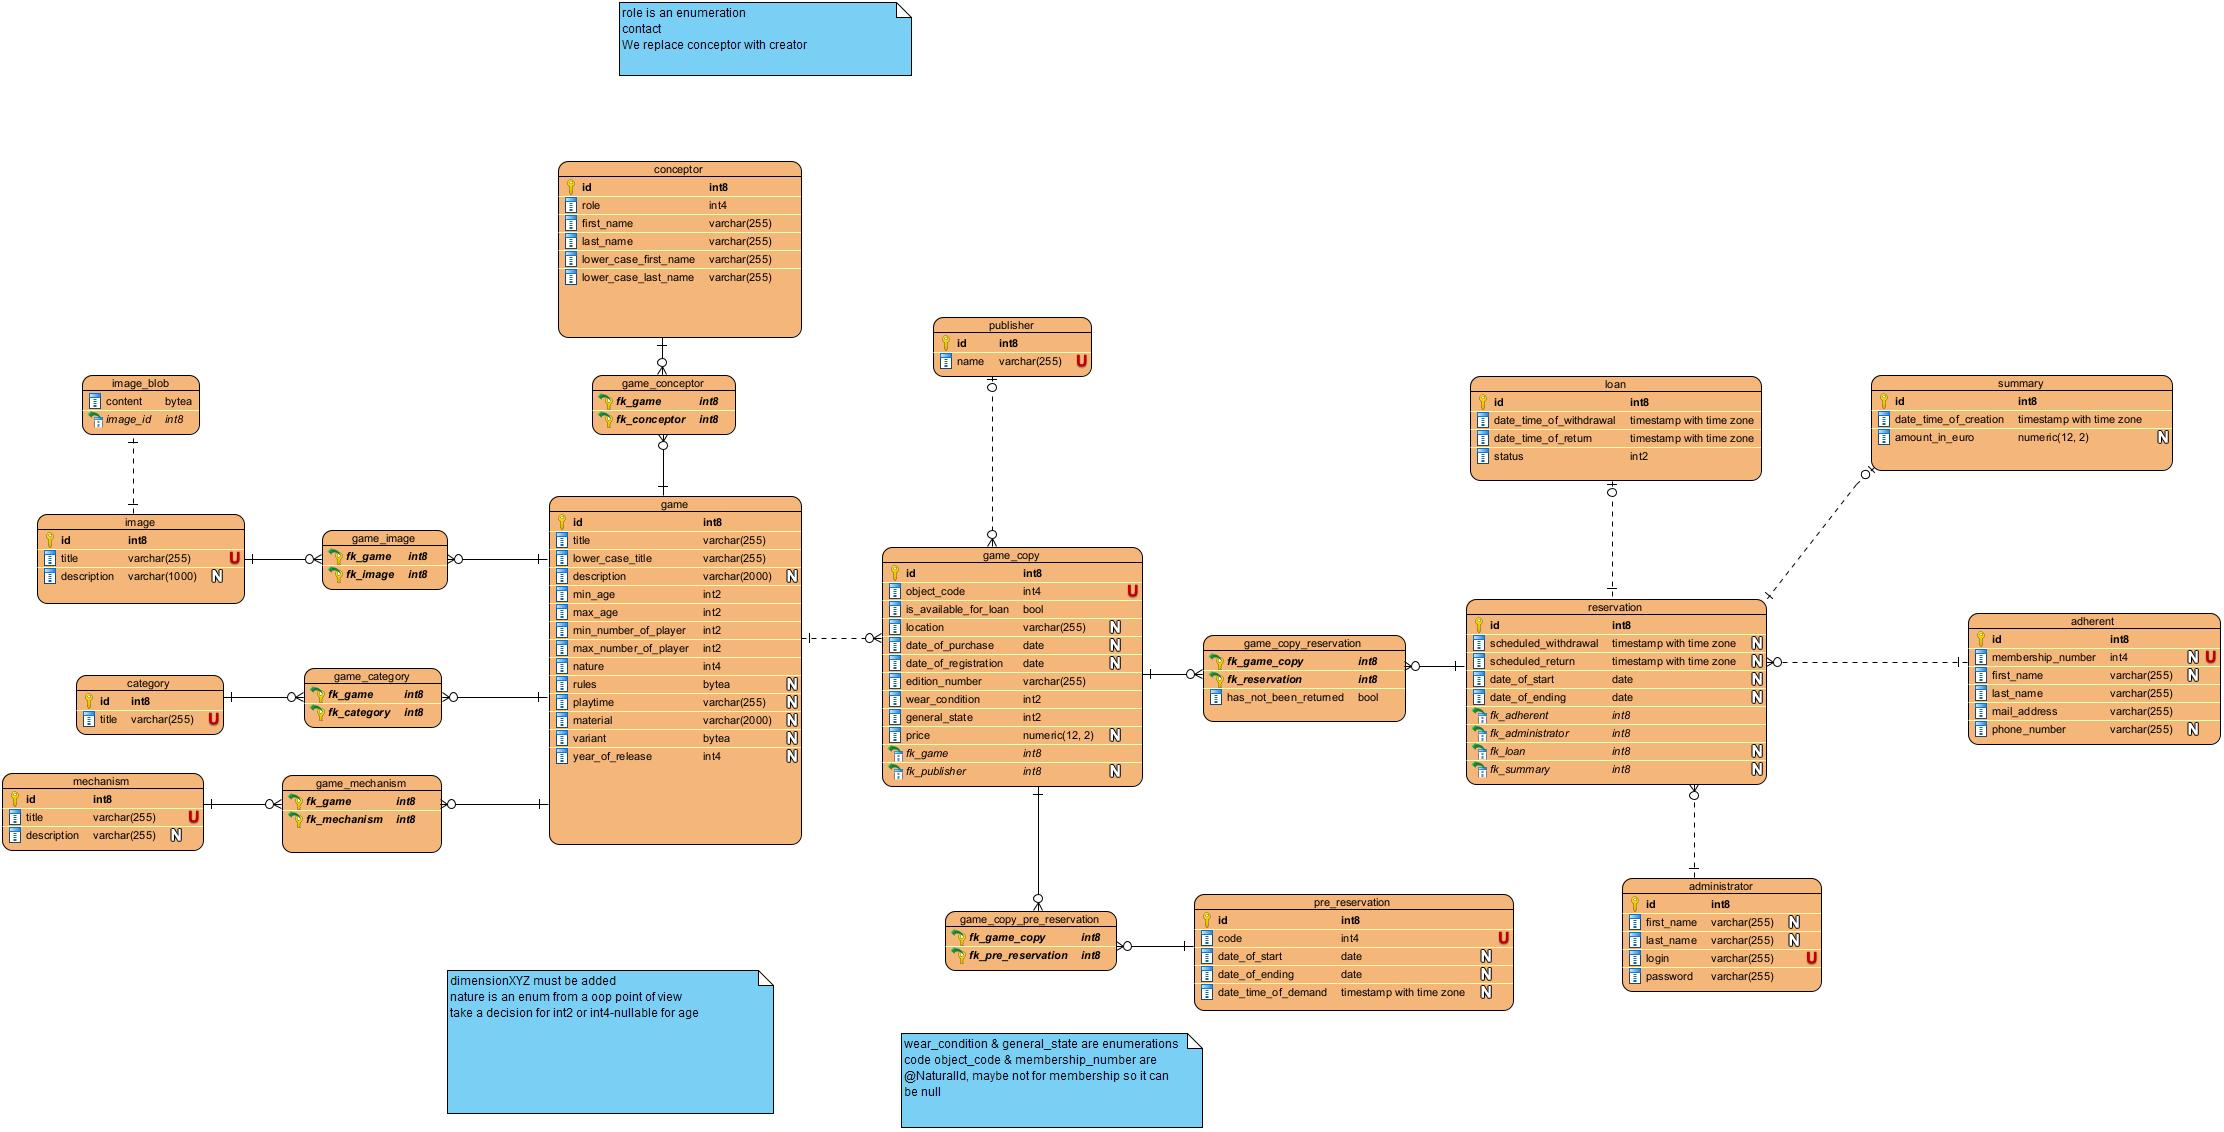 role is an enumeration
contact
We replace conceptor with creator
conceptor
id int8
role int4
first_name varchar(255)
last_name varchar(255)
lower_case_first_name varchar(255)
lower_case_last_name varchar(255)
publisher
id int8
name varchar(255) U
image_blob
content bytea
image_id int8
game_conceptor
fk_game int8
fk_conceptor int8
loan
id int8
date_time_of_withdrawal timestamp with time zone
date_time_of_return timestamp with time zone
status int2
summary
id int8
date_time_of_creation timestamp with time zone
amount_in_euro numeric(12, 2) N
image
id int8
title varchar(255) U
description varchar(1000) N
game_image
fk_game int8
fk_image int8
game
id int8
title varchar(255)
lower_case_title varchar(255)
description varchar(2000) N
min_age int2
max_age int2
min_number_of_player int2
max_number_of_player int2
nature int4
rules bytea N
playtime varchar(255) N
material varchar(2000) N
variant bytea N
year_of_release int4 N
game_copy
id int8
object_code int4 U
is_available_for_loan bool
location varchar(255) N
date_of_purchase date N
date_of_registration date N
edition_number varchar(255)
wear_condition int2
general_state int2
price numeric(12, 2) N
fk_game int8
fk_publisher int8 N
game_copy_reservation
fk_game_copy int8
fk_reservation int8
has_not_been_returned bool
reservation
id int8
scheduled_withdrawal timestamp with time zone N
scheduled_return timestamp with time zone N
date_of_start date N
date_of_ending date N
fk_adherent int8
fk_administrator int8
fk_loan int8 N
fk_summary int8 N
adherent
id int8
membership_number int4 N U
first_name varchar(255) N
last_name varchar(255)
mail_address varchar(255)
phone_number varchar(255) N
category
id int8
title varchar(255) U
game_category
fk_game int8
fk_category int8
mechanism
id int8
title varchar(255) U
description varchar(255) N
game_mechanism
fk_game int8
fk_mechanism int8
game_copy_pre_reservation
fk_game_copy int8
fk_pre_reservation int8
pre_reservation
id int8
code int4 U
date_of_start date N
date_of_ending date N
date_time_of_demand timestamp with time zone N
administrator
id int8
first_name varchar(255) N
last_name varchar(255) N
login varchar(255) U
password varchar(255)
dimensionXYZ must be added
nature is an enum from a oop point of view
take a decision for int2 or int4-nullable for age
wear_condition & general_state are enumerations
code object_code & membership_number are
@NaturalId, maybe not for membership so it can
be null